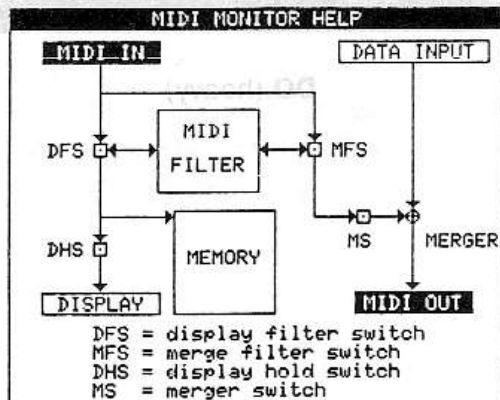 MIDI MONITOR HELP
MIDI IN
DATA INPUT
MIDI
FILTER
DFS
MFS
MS
MERGER
DHS
MEMORY
DISPLAY
MIDI OUT
DFS = display filter switch
MFS = merge filter switch
DHS = display hold switch
MS = merger switch